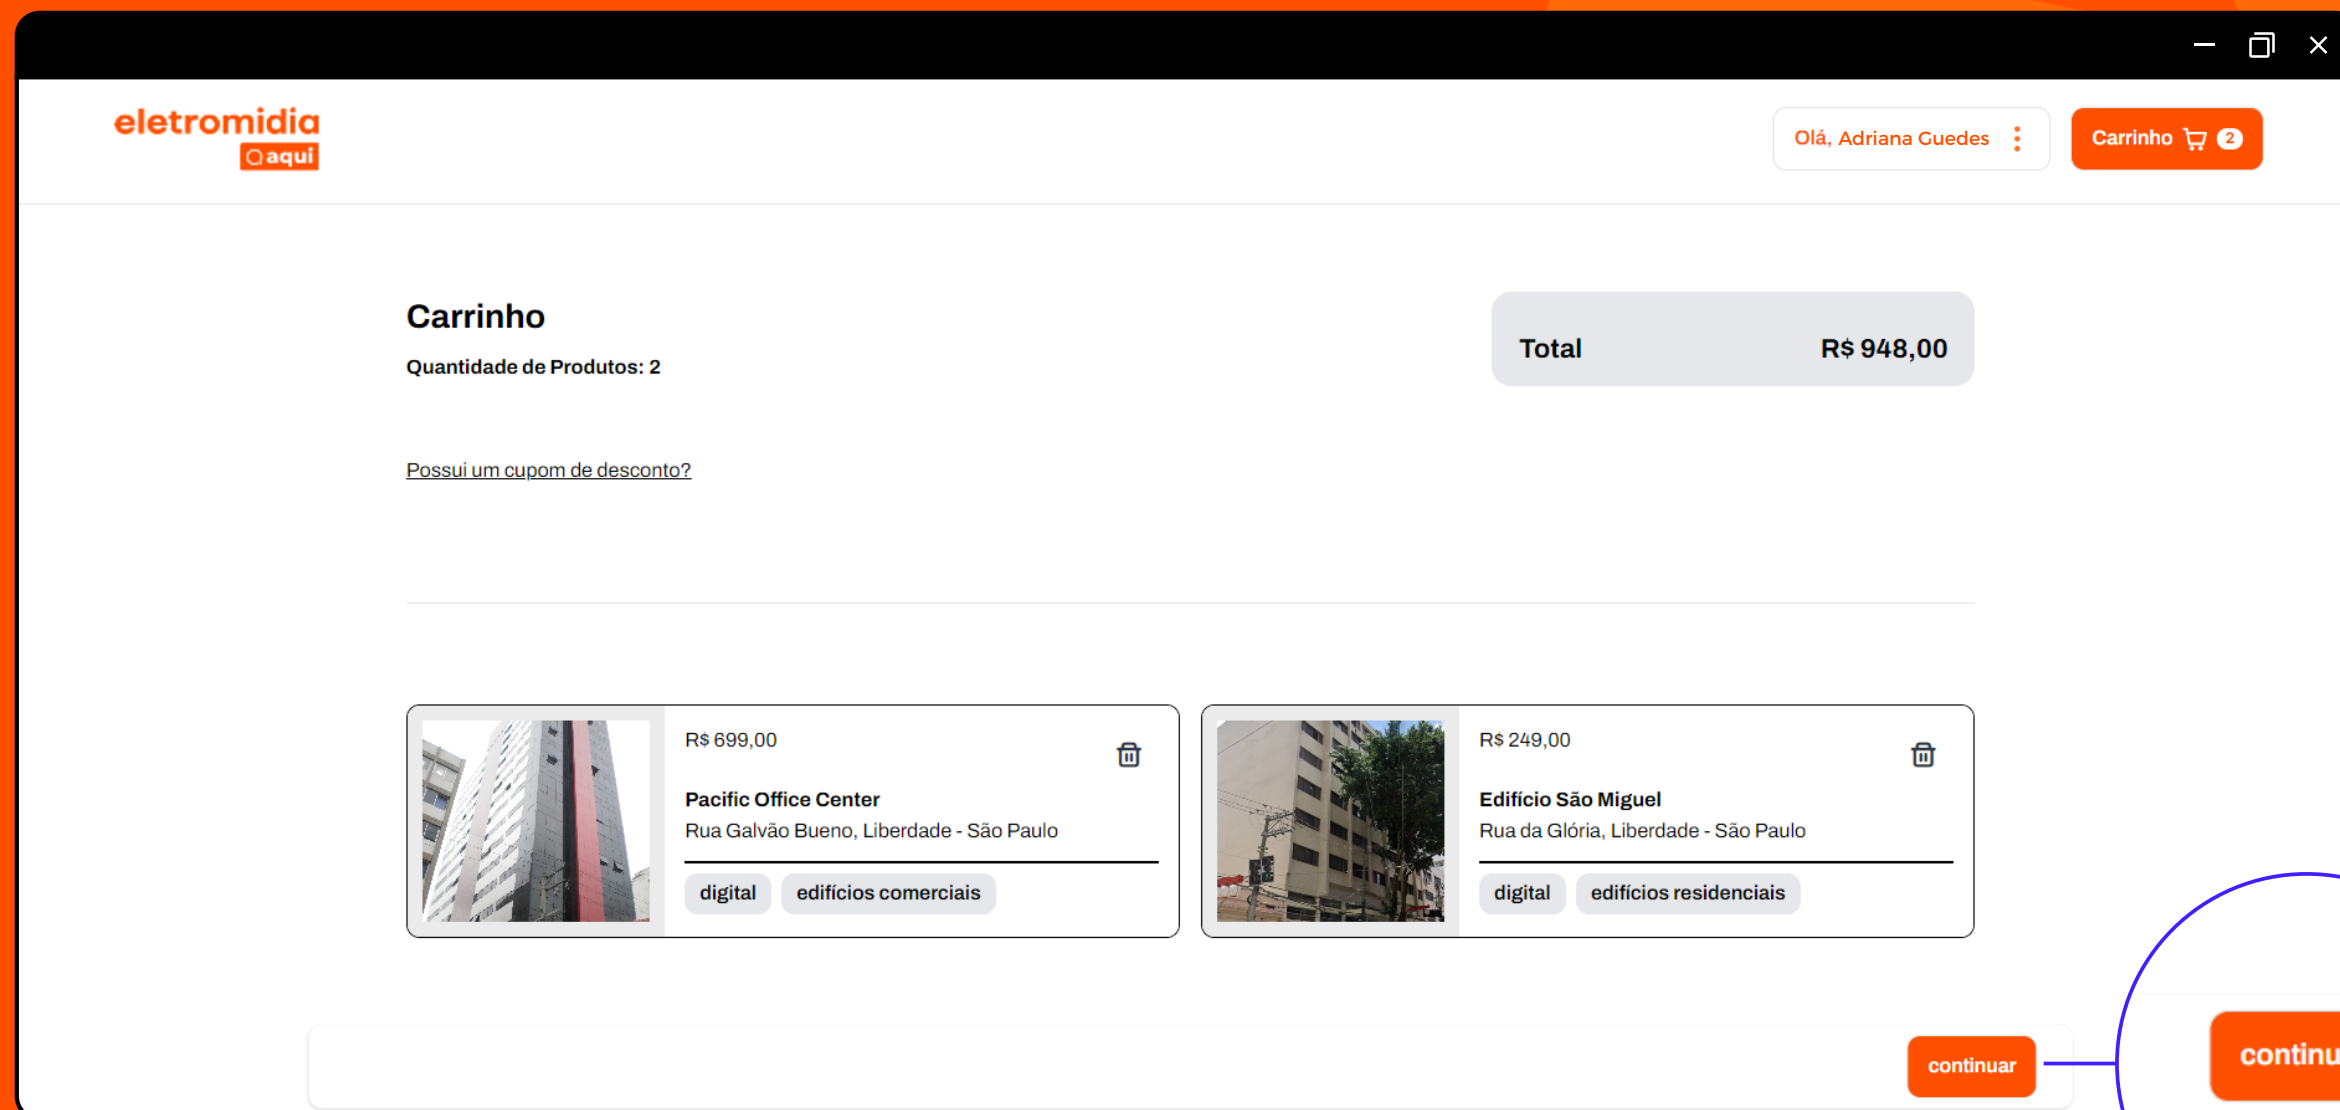 eletromidia
aqui
Olá, Adriana Guedes
Carrinho 2
Carrinho
Quantidade de Produtos: 2
Total R$ 948,00
Possui um cupom de desconto?
R$ 699,00
Pacific Office Center
Rua Galvão Bueno, Liberdade - São Paulo
digital edifícios comerciais
R$ 249,00
Edifício São Miguel
Rua da Glória, Liberdade - São Paulo
digital edifícios residenciais
continuar
continu